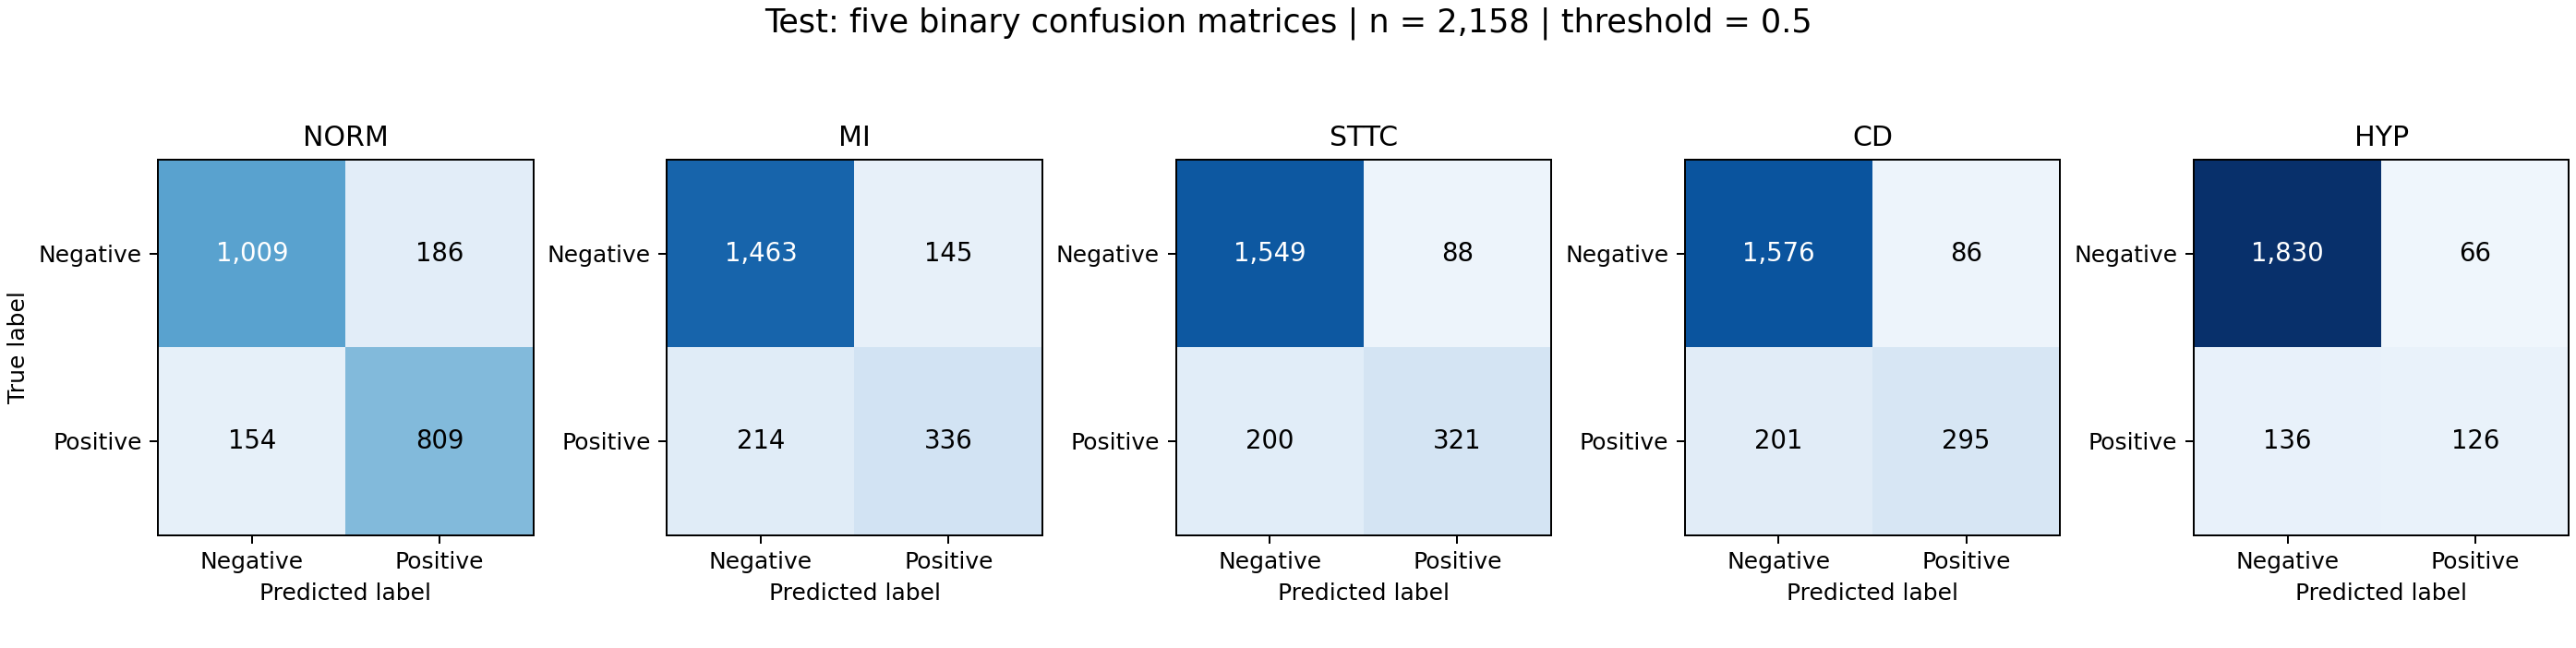 Test: five binary confusion matrices | n = 2,158 | threshold = 0.5
NORM
True label
Negative
1,009 186
Positive
154 809
Negative Positive
Predicted label
MI
Negative
1,463 145
Positive
214 336
Negative Positive
Predicted label
STTC
Negative
1,549 88
Positive
200 321
Negative Positive
Predicted label
CD
Negative
1,576 86
Positive
201 295
Negative Positive
Predicted label
HYP
Negative
1,830 66
Positive
136 126
Negative Positive
Predicted label